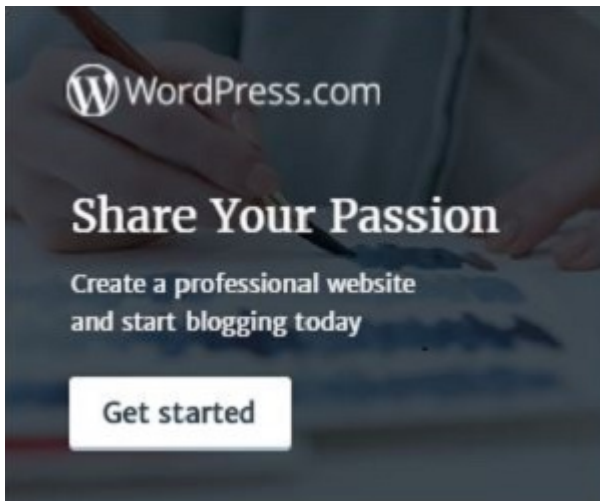 WordPress.com
Share Your Passion
Create a professional website
and start blogging today
Get started